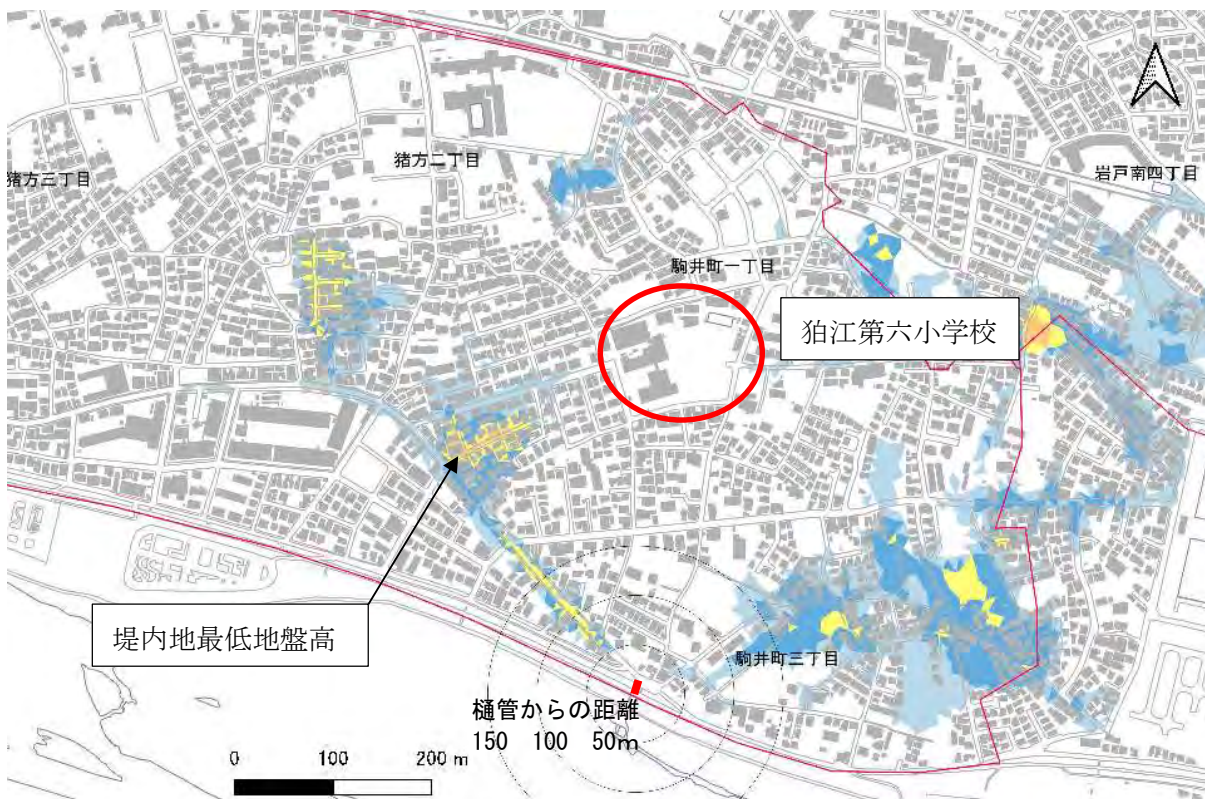 猪方二丁目
猪方三丁目
岩戸南四丁目
駒井町一丁目
狛江第六小学校
堤内地最低地盤高
駒井町三丁目
樋管からの距離
150 100 50m
0 100 200 m